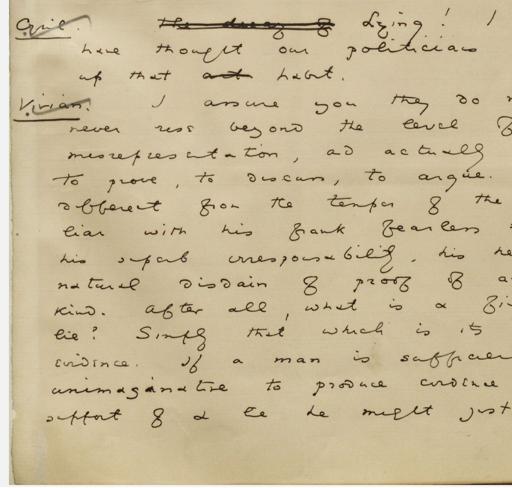 Cyril. the decay of Lying! I
have thought our politicians
up that art habit.
Vivian. I assure you they do
never rise beyond the level of
misrepresentation, and actually
to prove, to discuss, to argue.
different from the temper of the
liar with his frank fearless
his superb irresponsibility, his
natural disdain of proof of
kind. After all, what is a
lie? Simply that which is its
evidence. If a man is
unimaginative to produce evidence
support of a lie he might just